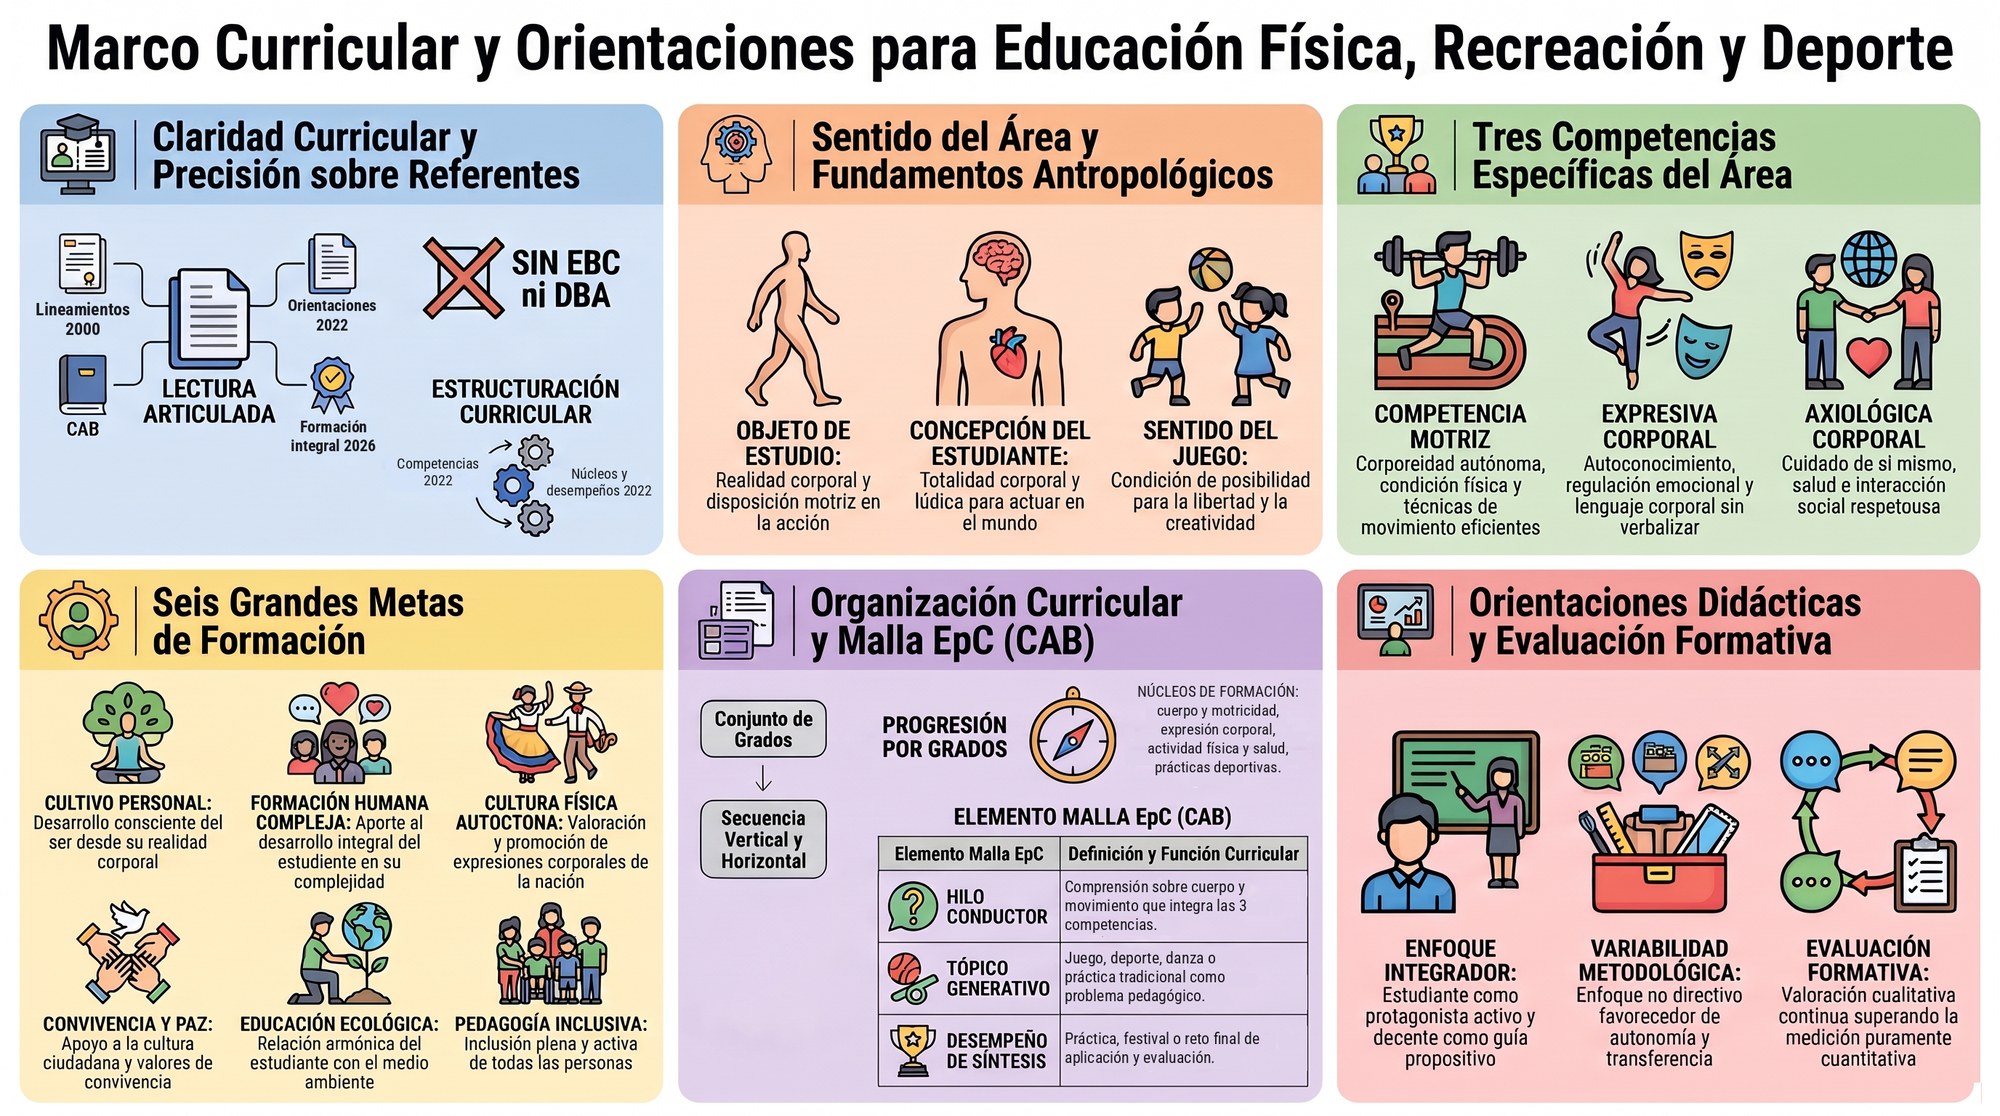 Marco Curricular y Orientaciones para Educación Física, Recreación y Deporte
Claridad Curricular y
Precisión sobre Referentes
Lineamientos
2000
Orientaciones
2022
CAB
LECTURA
ARTICULADA
Formación
integral 2026
SIN EBC
ni DBA
ESTRUCTURACIÓN
CURRICULAR
Competencias
2022
Núcleos y
desempeños 2022
Sentido del Área y
Fundamentos Antropológicos
OBJETO DE
ESTUDIO:
Realidad corporal y
disposición motriz en
la acción
CONCEPCIÓN DEL
ESTUDIANTE:
Totalidad corporal y
lúdica para actuar en
el mundo
SENTIDO DEL
JUEGO:
Condición de posibilidad
para la libertad y la
creatividad
Tres Competencias
Específicas del Área
COMPETENCIA
MOTRIZ
Corporeidad autónoma,
condición física y
técnicas de
movimiento eficientes
EXPRESIVA
CORPORAL
Autoconocimiento,
regulación emocional y
lenguaje corporal sin
verbalizar
AXIOLÓGICA
CORPORAL
Cuidado de si mismo,
salud e interacción
social respetousa
Seis Grandes Metas
de Formación
CULTIVO PERSONAL:
Desarrollo consciente del
ser desde su realidad
corporal
FORMACIÓN HUMANA
COMPLEJA: Aporte al
desarrollo integral del
estudiante en su
complejidad
CULTURA FÍSICA
AUTOCTONA: Valoración
y promoción de
expresiones corporales de
la nación
CONVIVENCIA Y PAZ:
Apoyo a la cultura
ciudadana y valores de
convivencia
EDUCACIÓN ECOLÓGICA:
Relación armónica del
estudiante con el medio
ambiente
PEDAGOGÍA INCLUSIVA:
Inclusión plena y activa
de todas las personas
Organización Curricular
y Malla EpC (CAB)
Conjunto de
Grados
Secuencia
Vertical y
Horizontal
PROGRESIÓN
POR GRADOS
NÚCLEOS DE FORMACIÓN:
cuerpo y motricidad,
expresión corporal,
actividad física y salud,
prácticas deportivas.
ELEMENTO MALLA EpC (CAB)
Elemento Malla EpC
Definición y Función Curricular
HILO
CONDUCTOR
Comprensión sobre cuerpo y
movimiento que integra las 3
competencias.
TÓPICO
GENERATIVO
Juego, deporte, danza o
práctica tradicional como
problema pedagógico.
DESEMPEÑO
DE SÍNTESIS
Práctica, festival o reto final de
aplicación y evaluación.
Orientaciones Didácticas
y Evaluación Formativa
ENFOQUE
INTEGRADOR:
Estudiante como
protagonista activo y
decente como guía
propositivo
VARIABILIDAD
METODOLÓGICA:
Enfoque no directivo
favorecedor de
autonomía y
transferencia
EVALUACIÓN
FORMATIVA:
Valoración cualitativa
continua superando la
medición puramente
cuantitativa